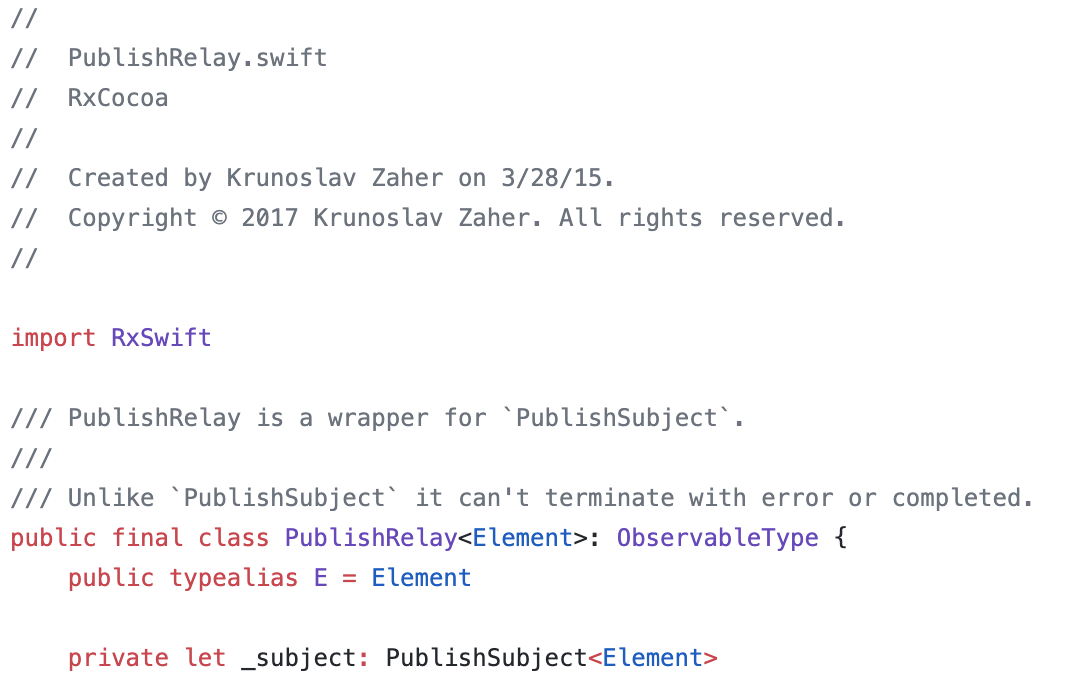 //
//  PublishRelay.swift
//  RxCocoa
//
//  Created by Krunoslav Zaher on 3/28/15.
//  Copyright © 2017 Krunoslav Zaher. All rights reserved.
//
import RxSwift
/// PublishRelay is a wrapper for `PublishSubject`.
///
/// Unlike `PublishSubject` it can't terminate with error or completed.
public final class PublishRelay<Element>: ObservableType {
    public typealias E = Element
    private let _subject: PublishSubject<Element>